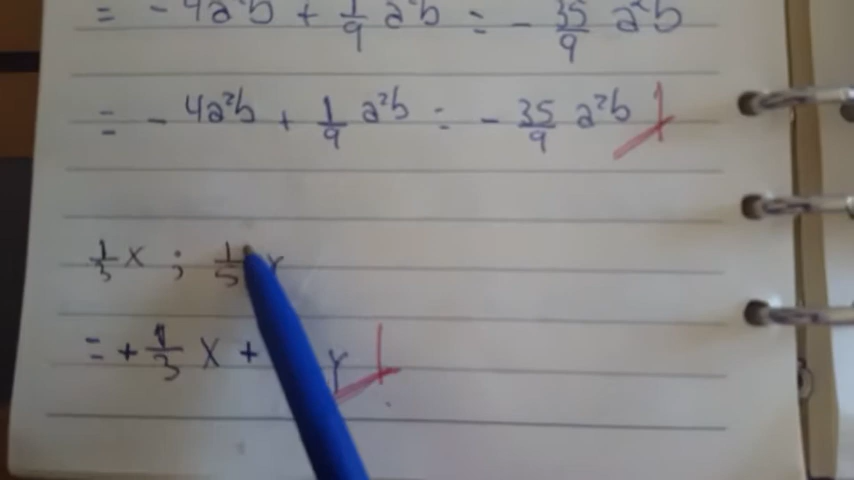 = - 4a²b + 1/9 a²b = - 35/9 a²b
= - 4a²b + 1/9 a²b = - 35/9 a²b
1/3 x ; 1/5 y
= + 1/3 x + y